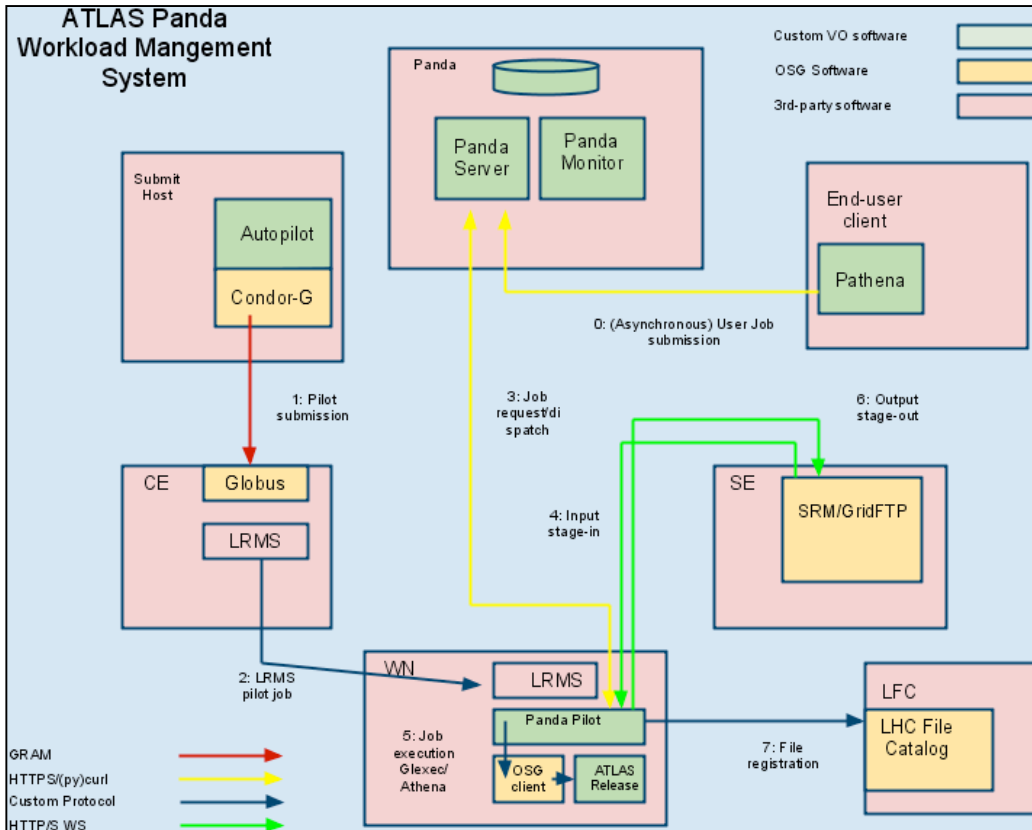 ATLAS Panda
Workload Mangement
System
Panda
Panda
Server
Panda
Monitor
Custom VO software
OSG Software
3rd-party software
Submit
Host
Autopilot
Condor-G
End-user
client
Pathena
0: (Asynchronous) User Job
submission
1: Pilot
submission
3: Job
request/di
spatch
6: Output
stage-out
CE
Globus
LRMS
4: Input
stage-in
SE
SRM/GridFTP
2: LRMS
pilot job
WN
LRMS
Panda Pilot
5: Job
execution
Glexec/
Athena
OSG
client
ATLAS
Release
7: File
registration
LFC
LHC File
Catalog
GRAM
HTTPS/(py)curl
Custom Protocol
HTTP/S WS